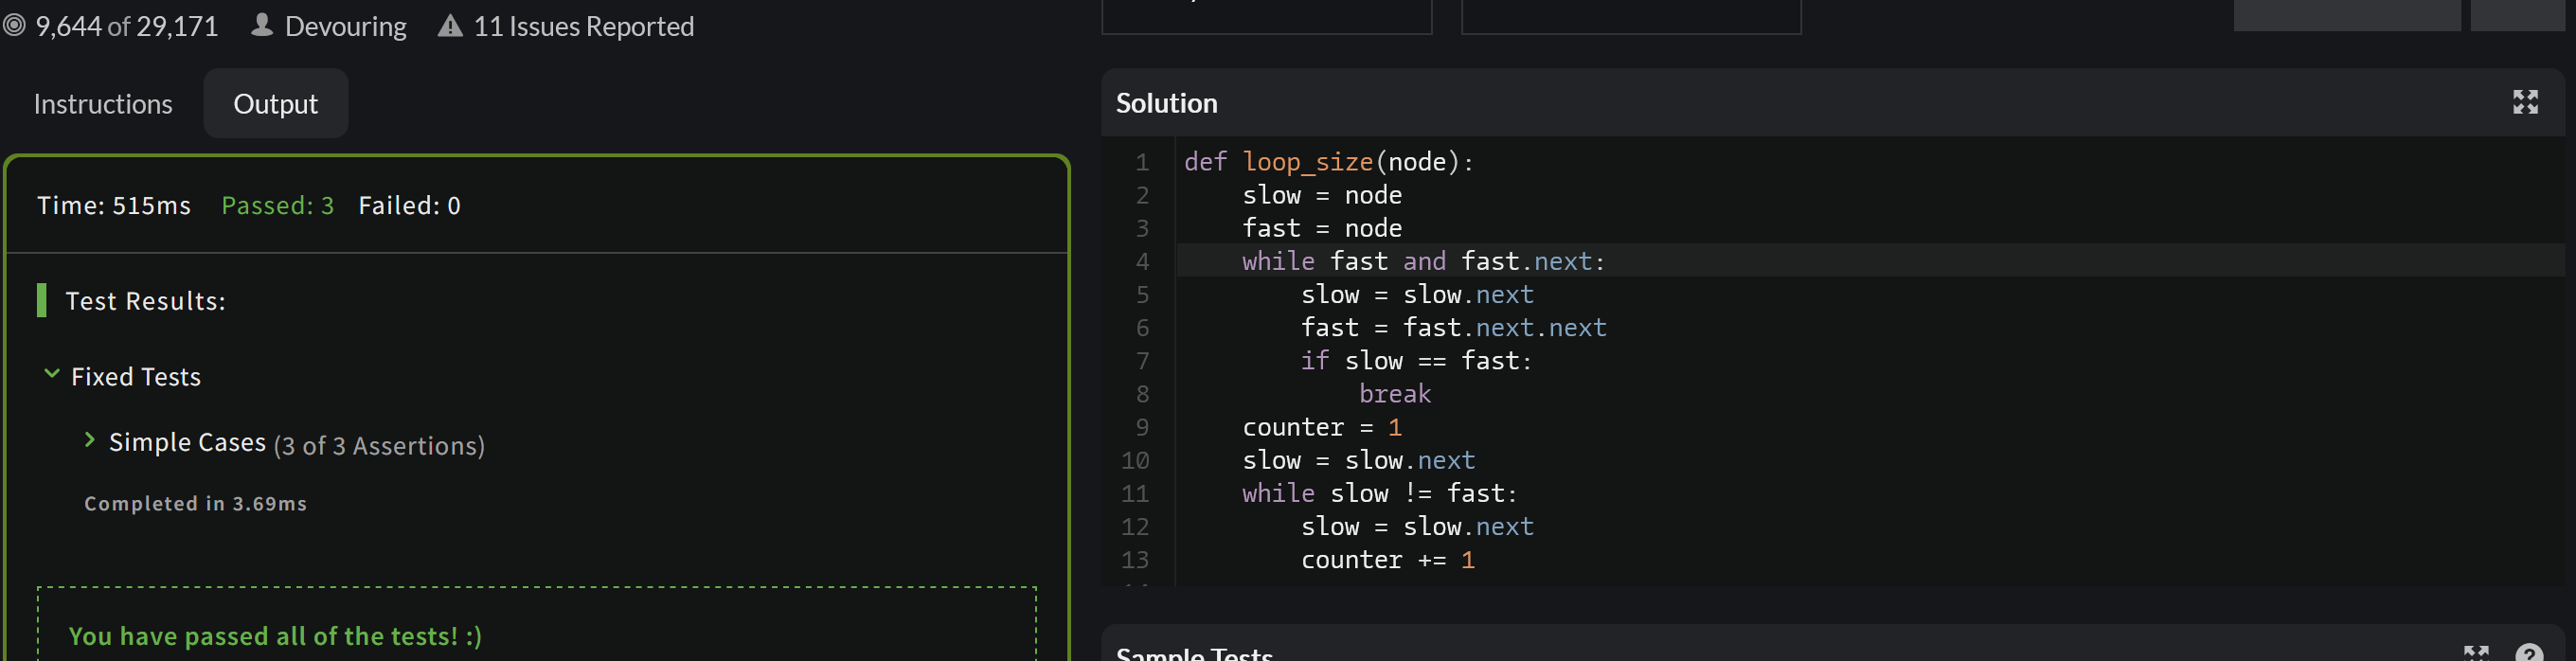 9,644 of 29,171 Devouring 11 Issues Reported
Instructions Output
Time: 515ms Passed: 3 Failed: 0
Test Results:
Fixed Tests
Simple Cases (3 of 3 Assertions)
Completed in 3.69ms
You have passed all of the tests! :)
Solution
1 def loop_size(node):
2     slow = node
3     fast = node
4     while fast and fast.next:
5         slow = slow.next
6         fast = fast.next.next
7         if slow == fast:
8             break
9     counter = 1
10     slow = slow.next
11     while slow != fast:
12         slow = slow.next
13         counter += 1
Sample Tests
?